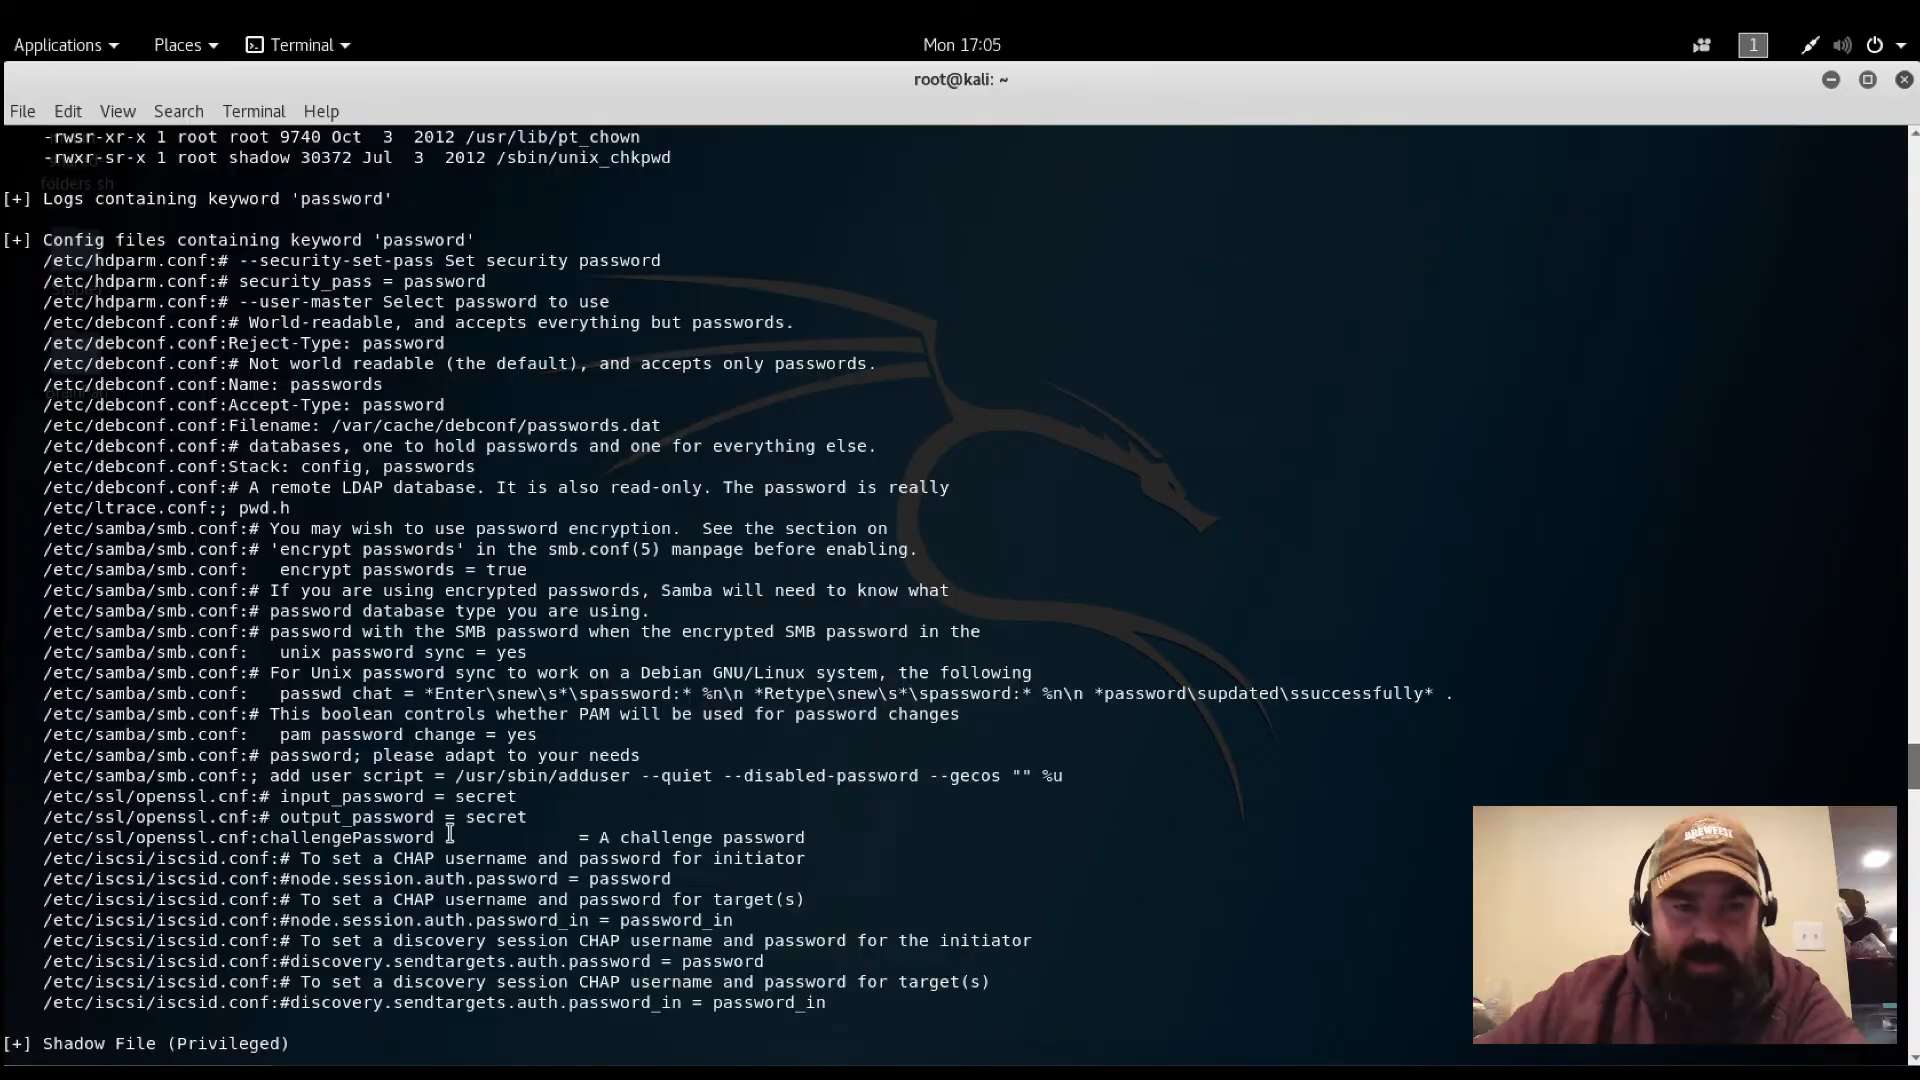 Applications
Places
Terminal
Mon 17:05
1
root@kali: ~
File Edit View Search Terminal Help
-rwsr-xr-x 1 root root 9740 Oct  3  2012 /usr/lib/pt_chown
-rwxr-sr-x 1 root shadow 30372 Jul  3  2012 /sbin/unix_chkpwd
folders sh
[+] Logs containing keyword 'password'
[+] Config files containing keyword 'password'
/etc/hdparm.conf:# --security-set-pass Set security password
/etc/hdparm.conf:# security_pass = password
/etc/hdparm.conf:# --user-master Select password to use
/etc/debconf.conf:# World-readable, and accepts everything but passwords.
/etc/debconf.conf:Reject-Type: password
/etc/debconf.conf:# Not world readable (the default), and accepts only passwords.
/etc/debconf.conf:Name: passwords
/etc/debconf.conf:Accept-Type: password
/etc/debconf.conf:Filename: /var/cache/debconf/passwords.dat
/etc/debconf.conf:# databases, one to hold passwords and one for everything else.
/etc/debconf.conf:Stack: config, passwords
/etc/debconf.conf:# A remote LDAP database. It is also read-only. The password is really
/etc/ltrace.conf:; pwd.h
/etc/samba/smb.conf:# You may wish to use password encryption.  See the section on
/etc/samba/smb.conf:# 'encrypt passwords' in the smb.conf(5) manpage before enabling.
/etc/samba/smb.conf:   encrypt passwords = true
/etc/samba/smb.conf:# If you are using encrypted passwords, Samba will need to know what
/etc/samba/smb.conf:# password database type you are using.
/etc/samba/smb.conf:# password with the SMB password when the encrypted SMB password in the
/etc/samba/smb.conf:   unix password sync = yes
/etc/samba/smb.conf:# For Unix password sync to work on a Debian GNU/Linux system, the following
/etc/samba/smb.conf:   passwd chat = *Enter\snew\s*\spassword:* %n\n *Retype\snew\s*\spassword:* %n\n *password\supdated\ssuccessfully* .
/etc/samba/smb.conf:# This boolean controls whether PAM will be used for password changes
/etc/samba/smb.conf:   pam password change = yes
/etc/samba/smb.conf:# password; please adapt to your needs
/etc/samba/smb.conf:; add user script = /usr/sbin/adduser --quiet --disabled-password --gecos "" %u
/etc/ssl/openssl.cnf:# input_password = secret
/etc/ssl/openssl.cnf:# output_password = secret
/etc/ssl/openssl.cnf:challengePassword              = A challenge password
/etc/iscsi/iscsid.conf:# To set a CHAP username and password for initiator
/etc/iscsi/iscsid.conf:#node.session.auth.password = password
/etc/iscsi/iscsid.conf:# To set a CHAP username and password for target(s)
/etc/iscsi/iscsid.conf:#node.session.auth.password_in = password_in
/etc/iscsi/iscsid.conf:# To set a discovery session CHAP username and password for the initiator
/etc/iscsi/iscsid.conf:#discovery.sendtargets.auth.password = password
/etc/iscsi/iscsid.conf:# To set a discovery session CHAP username and password for target(s)
/etc/iscsi/iscsid.conf:#discovery.sendtargets.auth.password_in = password_in
[+] Shadow File (Privileged)